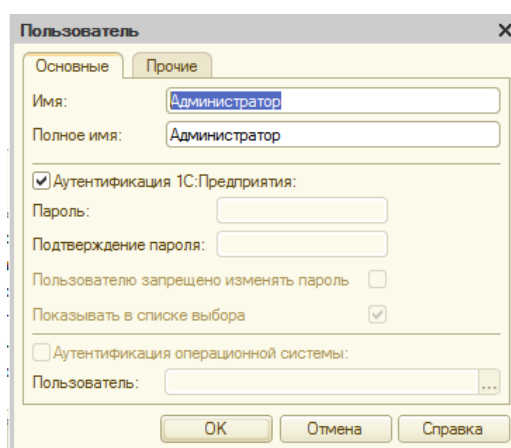 Пользователь
Основные Прочие
Имя: Администратор
Полное имя: Администратор
Аутентификация 1С:Предприятия:
Пароль:
Подтверждение пароля:
Пользователю запрещено изменять пароль
Показывать в списке выбора
Аутентификация операционной системы:
Пользователь: ...
OK Отмена Справка